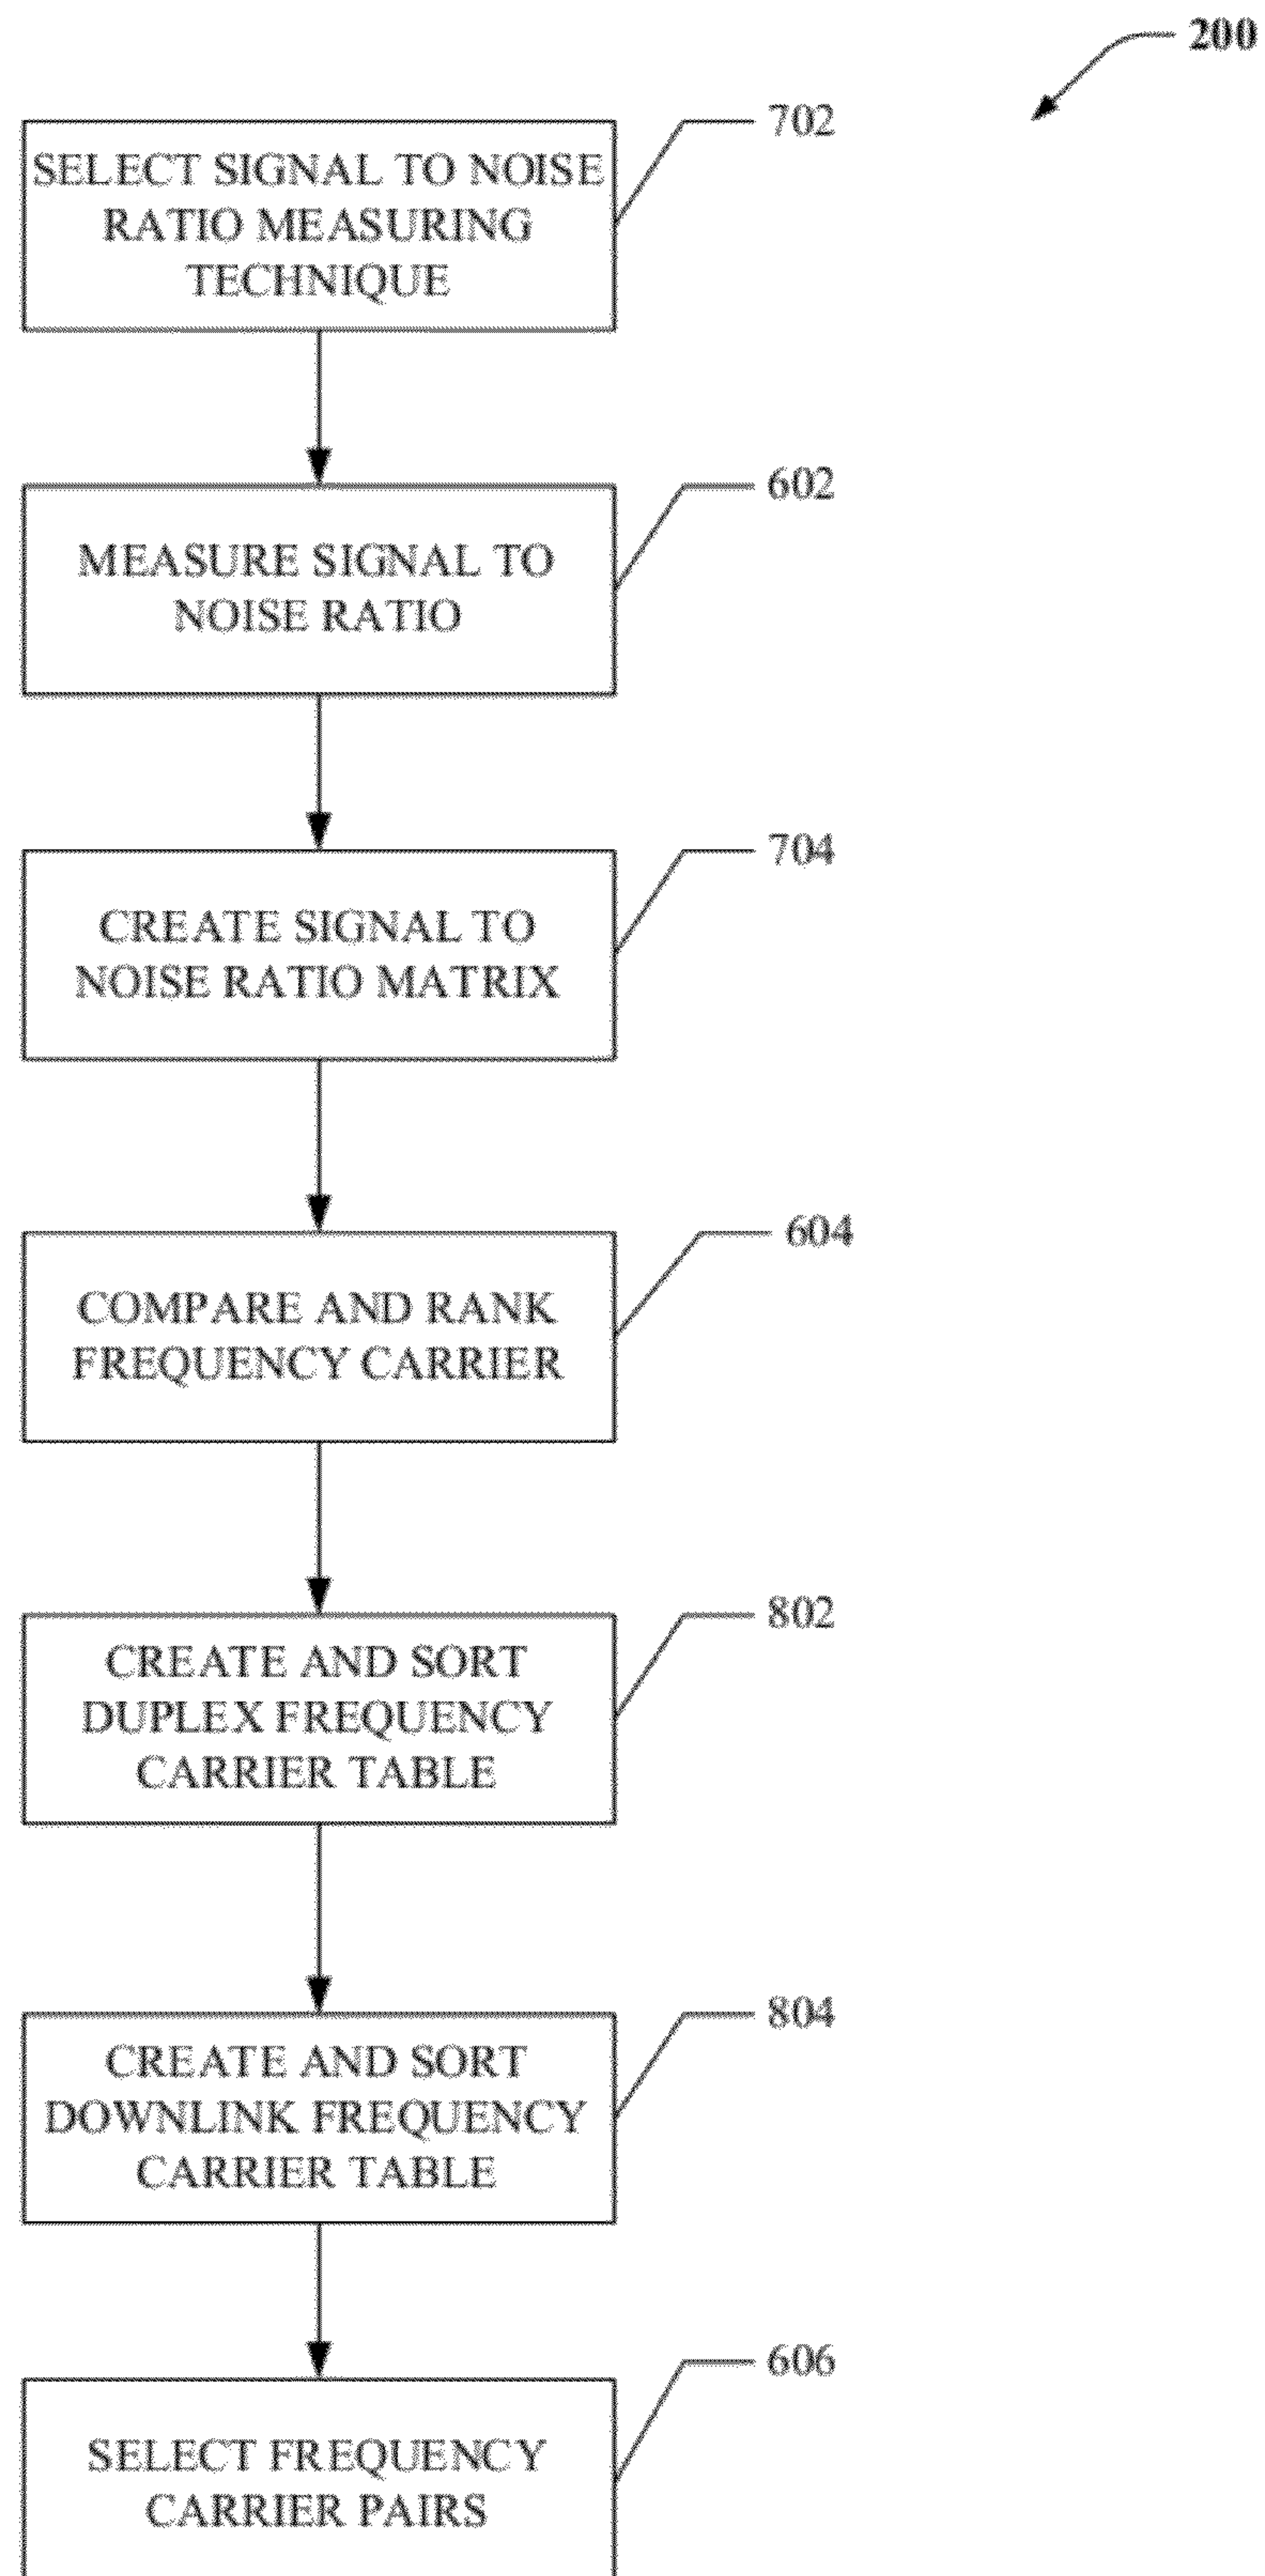 200
702
SELECT SIGNAL TO NOISE
RATIO MEASURING
TECHNIQUE
602
MEASURE SIGNAL TO
NOISE RATIO
704
CREATE SIGNAL TO
NOISE RATIO MATRIX
604
COMPARE AND RANK
FREQUENCY CARRIER
802
CREATE AND SORT
DUPLEX FREQUENCY
CARRIER TABLE
804
CREATE AND SORT
DOWNLINK FREQUENCY
CARRIER TABLE
606
SELECT FREQUENCY
CARRIER PAIRS